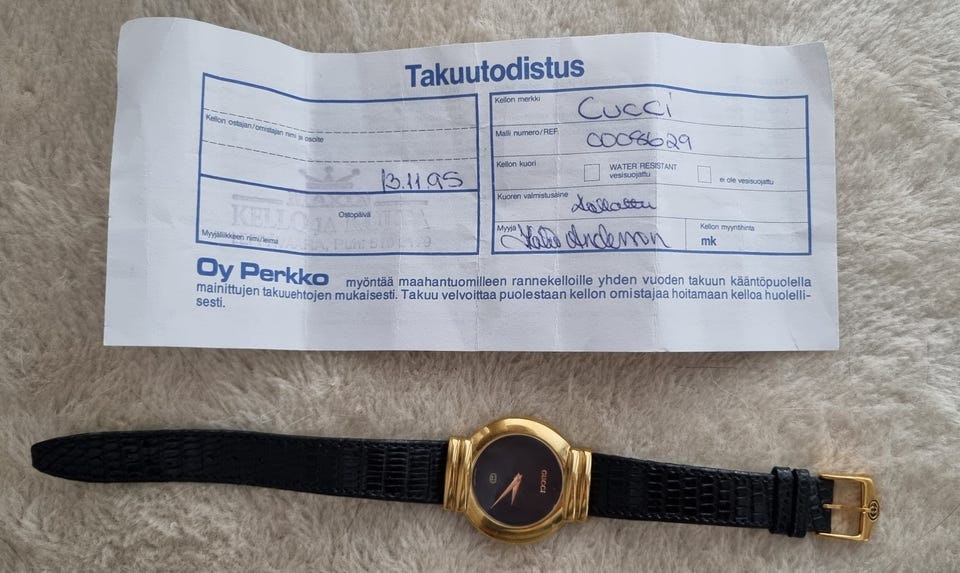 Takuutodistus
Kellon ostajan/omistajan nimi ja osoite
13.11.95
Ostopäivä
Myyjäliikkeen nimi/leima
Kellon merkki
Cucci
Malli numero/REF.
Kellon kuori
WATER RESISTANT
vesisuojattu
ei ole vesisuojattu
Kuoren valmistusaine
Myyjä
Kellon myyntihinta
mk
Oy Perkko myöntää maahantuomilleen rannekelloille yhden vuoden takuun kääntöpuolella
mainittujen takuuehtojen mukaisesti. Takuu velvoittaa puolestaan kellon omistajaa hoitamaan kelloa huolelli-
sesti.
GUCCI